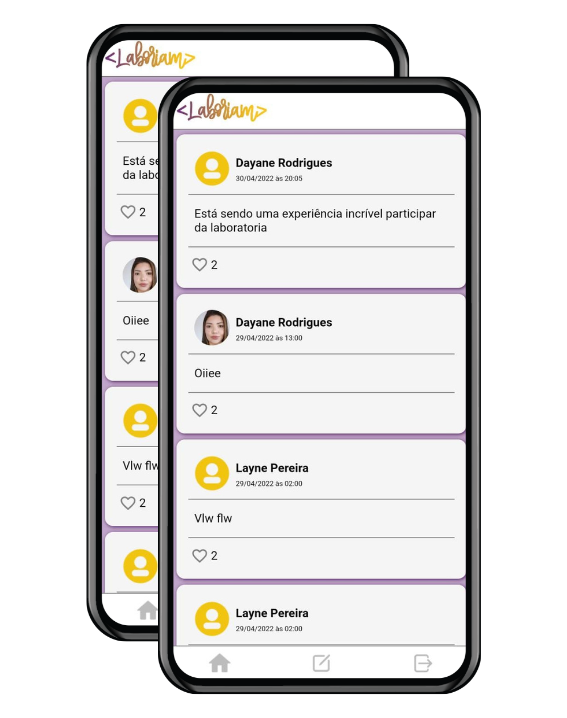 <Laboriam>
Está se
da labo
2
Oiiee
2
Vlw flw
2
<Laboriam>
Dayane Rodrigues
30/04/2022 às 20:05
Está sendo uma experiência incrível participar
da laboratoria
2
Dayane Rodrigues
29/04/2022 às 13:00
Oiiee
2
Layne Pereira
29/04/2022 às 02:00
Vlw flw
2
Layne Pereira
29/04/2022 às 02:00